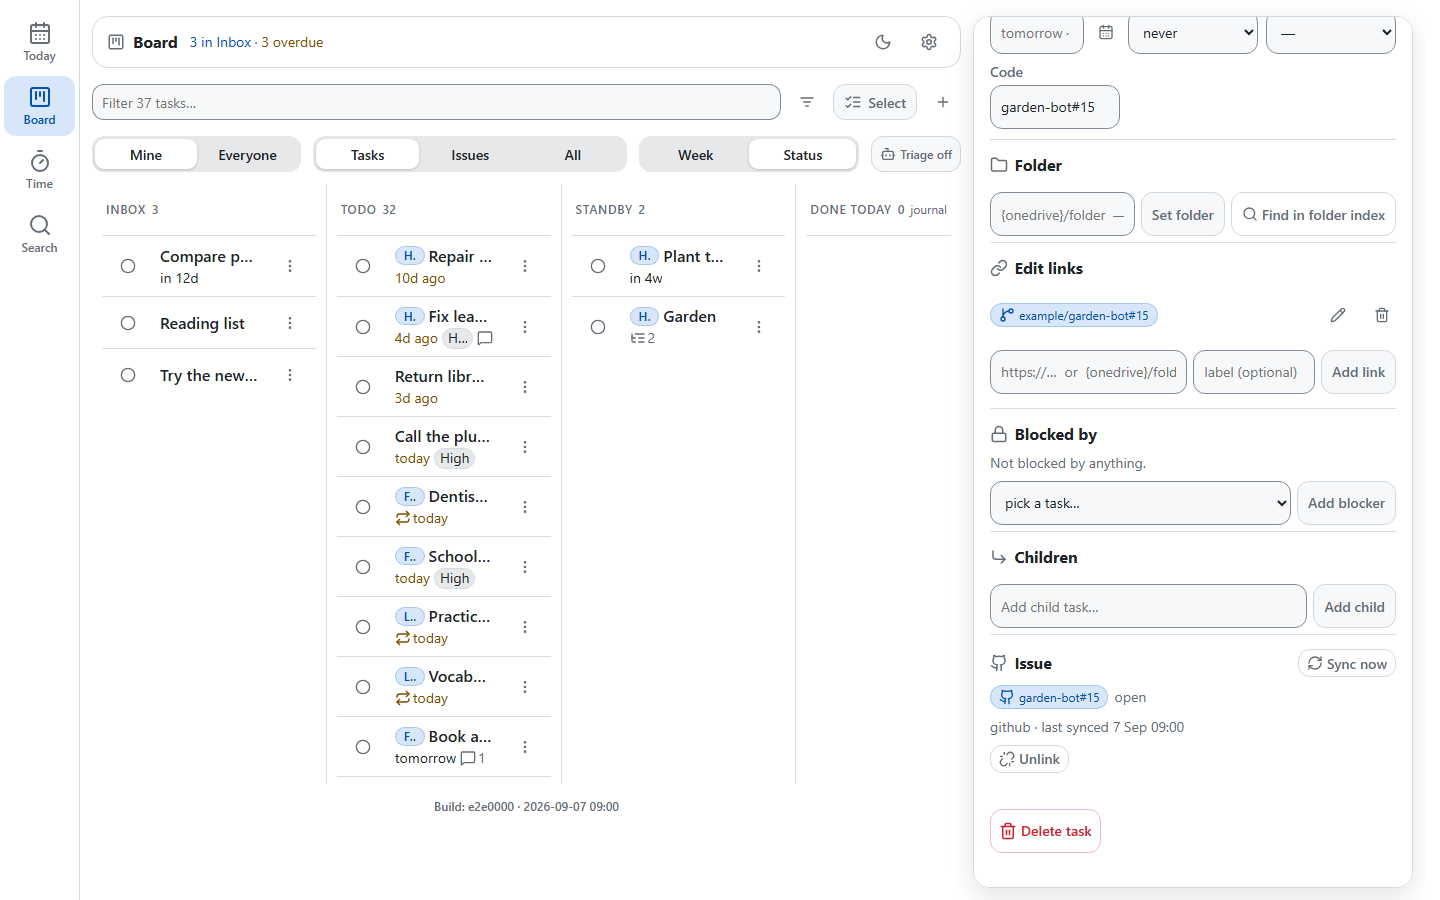 Today
Board
Time
Search
Board 3 in Inbox · 3 overdue
Filter 37 tasks...
Select
Mine Everyone
Tasks Issues All
Week Status
Triage off
INBOX 3
Compare p...
in 12d
Reading list
Try the new...
TODO 32
H. Repair ...
10d ago
H. Fix lea...
4d ago H...
Return libr...
3d ago
Call the plu...
today High
F.. Dentis...
today
F.. School...
today High
L.. Practic...
today
L.. Vocab...
today
F.. Book a...
tomorrow 1
STANDBY 2
H. Plant t...
in 4w
H. Garden
2
DONE TODAY 0 journal
Build: e2e0000 · 2026-09-07 09:00
tomorrow ·
never
—
Code
garden-bot#15
Folder
{onedrive}/folder —
Set folder
Find in folder index
Edit links
example/garden-bot#15
https://... or {onedrive}/fold
label (optional)
Add link
Blocked by
Not blocked by anything.
pick a task...
Add blocker
Children
Add child task...
Add child
Issue
Sync now
garden-bot#15 open
github · last synced 7 Sep 09:00
Unlink
Delete task